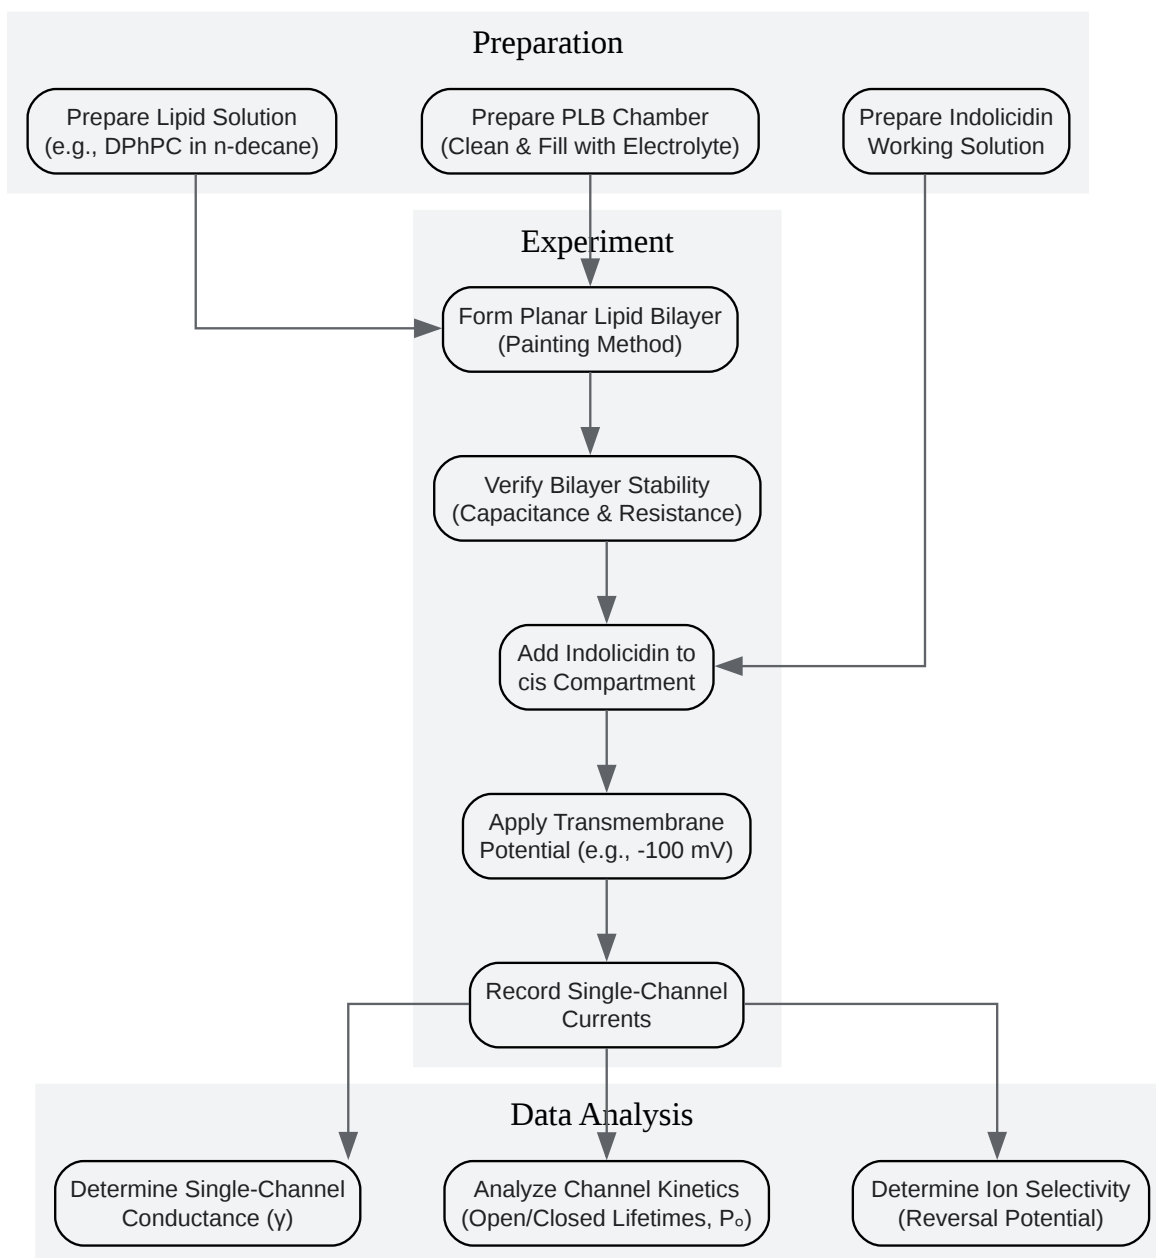 Preparation
Prepare Lipid Solution
(e.g., DPhPC in n-decane)
Prepare PLB Chamber
(Clean & Fill with Electrolyte)
Prepare Indolicidin
Working Solution
Experiment
Form Planar Lipid Bilayer
(Painting Method)
Verify Bilayer Stability
(Capacitance & Resistance)
Add Indolicidin to
cis Compartment
Apply Transmembrane
Potential (e.g., -100 mV)
Record Single-Channel
Currents
Data Analysis
Determine Single-Channel
Conductance (γ)
Analyze Channel Kinetics
(Open/Closed Lifetimes, Pₒ)
Determine Ion Selectivity
(Reversal Potential)